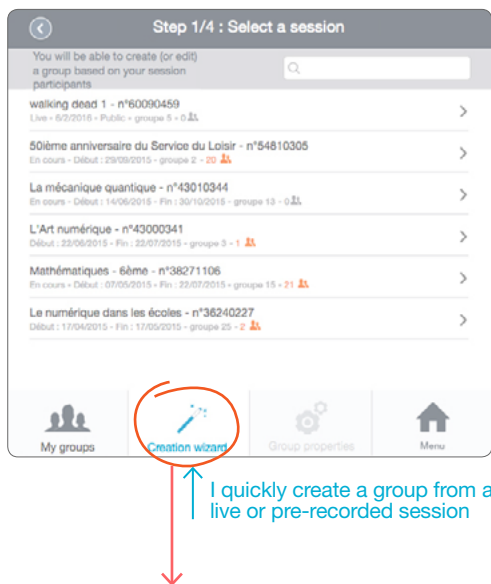 Step 1/4 : Select a session
You will be able to create (or edit)
a group based on your session
participants
walking dead 1 - n°60090459
Live - 6/2/2016 - Public - groupe 5 - 0
50ième anniversaire du Service du Loisir - n°54810305
En cours - Début : 29/09/2015 - groupe 2 - 20
La mécanique quantique - n°43010344
En cours - Début : 14/06/2015 - Fin : 30/10/2015 - groupe 13 - 0
L'Art numérique - n°43000341
Début : 22/06/2015 - Fin : 22/07/2015 - groupe 3 - 1
Mathématiques - 6ème - n°38271106
En cours - Début : 07/05/2015 - Fin : 22/07/2015 - groupe 15 - 21
Le numérique dans les écoles - n°36240227
Début : 17/04/2015 - Fin : 17/05/2015 - groupe 25 - 2
My groups
Creation wizard
Group properties
Menu
I quickly create a group from a
live or pre-recorded session